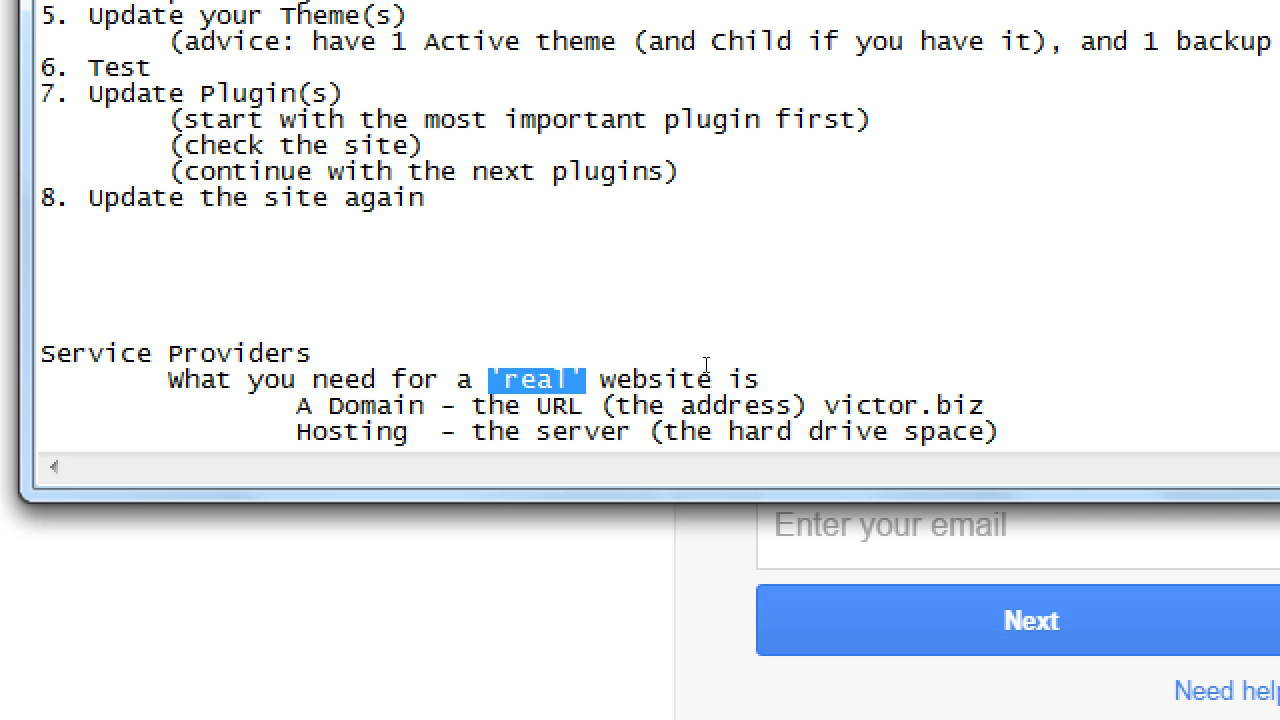 5. Update your Theme(s)
(advice: have 1 Active theme (and Child if you have it), and 1 backup
6. Test
7. Update Plugin(s)
(start with the most important plugin first)
(check the site)
(continue with the next plugins)
8. Update the site again
Service Providers
What you need for a 'real' website is
A Domain - the URL (the address) victor.biz
Hosting  - the server (the hard drive space)
Enter your email
Next
Need help